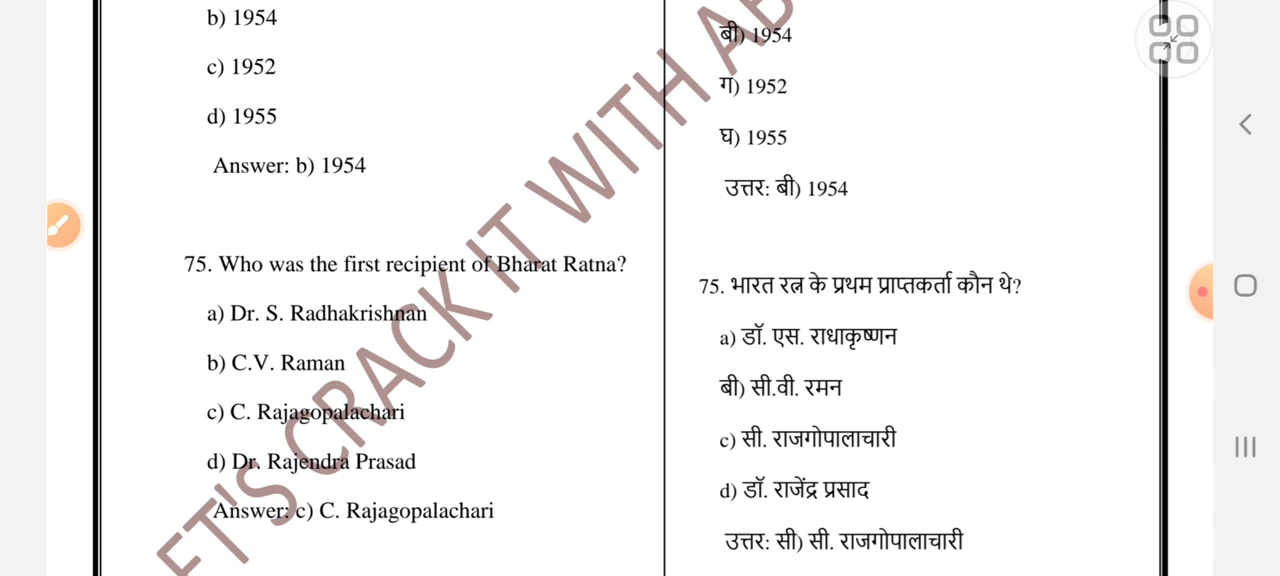 b) 1954
c) 1952
d) 1955
Answer: b) 1954
75. Who was the first recipient of Bharat Ratna?
a) Dr. S. Radhakrishnan
b) C.V. Raman
c) C. Rajagopalachari
d) Dr. Rajendra Prasad
Answer: c) C. Rajagopalachari
बी) 1954
ग) 1952
घ) 1955
उत्तर: बी) 1954
75. भारत रत्न के प्रथम प्राप्तकर्ता कौन थे?
a) डॉ. एस. राधाकृष्णन
बी) सी.वी. रमन
c) सी. राजगोपालाचारी
d) डॉ. राजेंद्र प्रसाद
उत्तर: सी) सी. राजगोपालाचारी
ET'S CRACK IT WITH AB